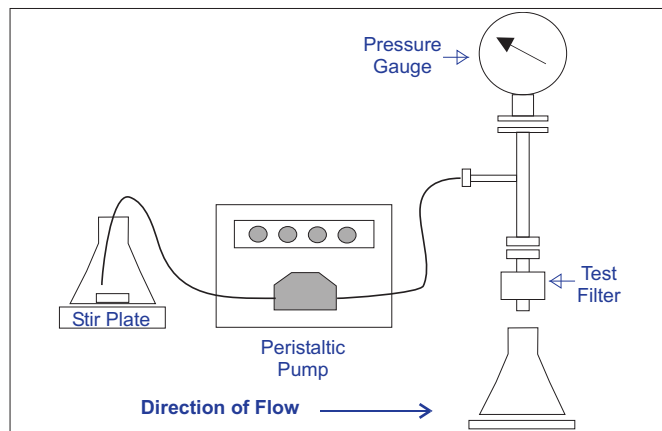 Pressure
Gauge
Stir Plate
Peristaltic
Pump
Test
Filter
Direction of Flow